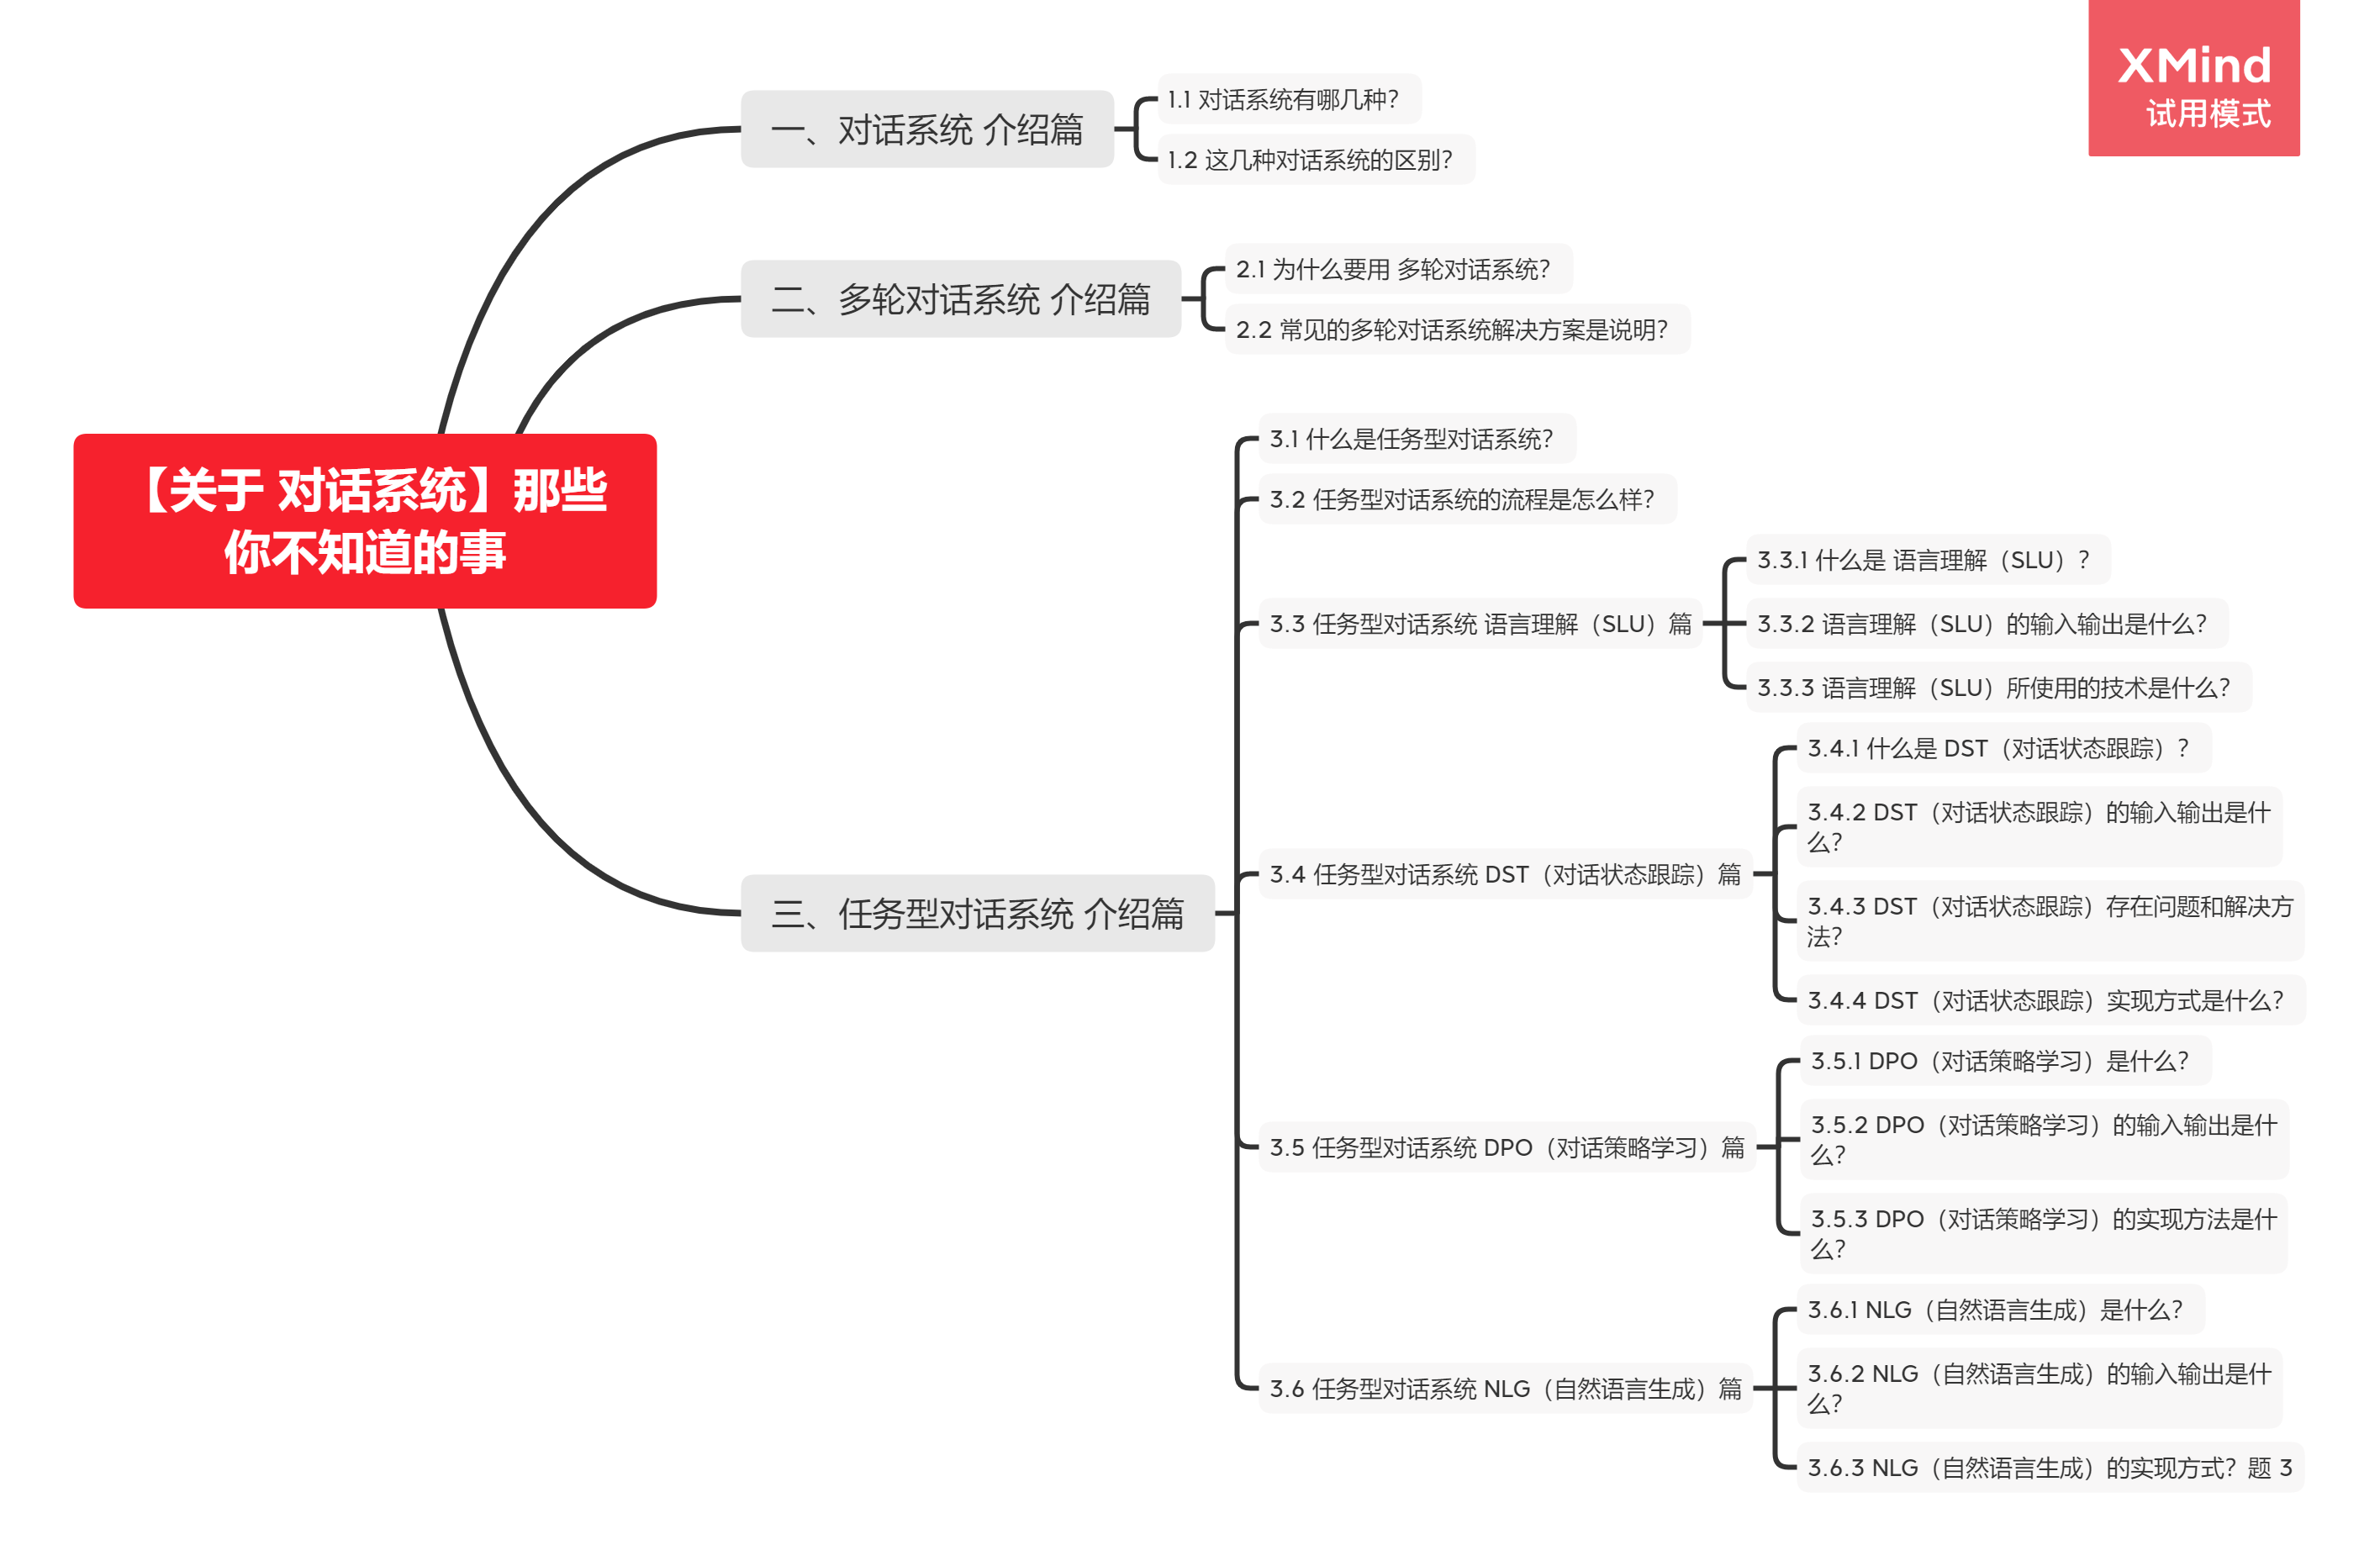 XMind
试用模式
一、对话系统 介绍篇
1.1 对话系统有哪几种？
1.2 这几种对话系统的区别？
二、多轮对话系统 介绍篇
2.1 为什么要用 多轮对话系统？
2.2 常见的多轮对话系统解决方案是说明？
【关于 对话系统】那些
你不知道的事
三、任务型对话系统 介绍篇
3.1 什么是任务型对话系统？
3.2 任务型对话系统的流程是怎么样？
3.3 任务型对话系统 语言理解（SLU）篇
3.3.1 什么是 语言理解（SLU）？
3.3.2 语言理解（SLU）的输入输出是什么？
3.3.3 语言理解（SLU）所使用的技术是什么？
3.4 任务型对话系统 DST（对话状态跟踪）篇
3.4.1 什么是 DST（对话状态跟踪）？
3.4.2 DST（对话状态跟踪）的输入输出是什
么？
3.4.3 DST（对话状态跟踪）存在问题和解决方
法？
3.4.4 DST（对话状态跟踪）实现方式是什么？
3.5 任务型对话系统 DPO（对话策略学习）篇
3.5.1 DPO（对话策略学习）是什么？
3.5.2 DPO（对话策略学习）的输入输出是什
么？
3.5.3 DPO（对话策略学习）的实现方法是什
么？
3.6 任务型对话系统 NLG（自然语言生成）篇
3.6.1 NLG（自然语言生成）是什么？
3.6.2 NLG（自然语言生成）的输入输出是什
么？
3.6.3 NLG（自然语言生成）的实现方式？题 3